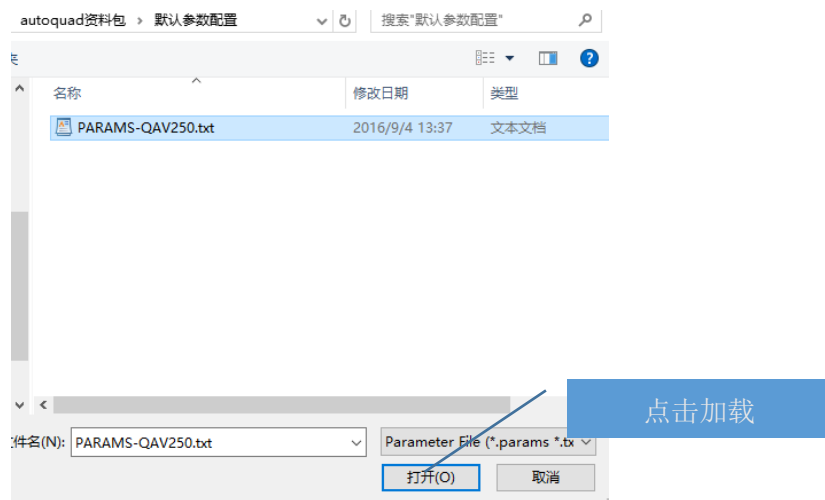 autoquad资料包 › 默认参数配置
搜索"默认参数配置"
名称
修改日期
类型
PARAMS-QAV250.txt
2016/9/4 13:37
文本文档
点击加载
件名(N):
PARAMS-QAV250.txt
Parameter File (*.params *.tx
打开(O)
取消